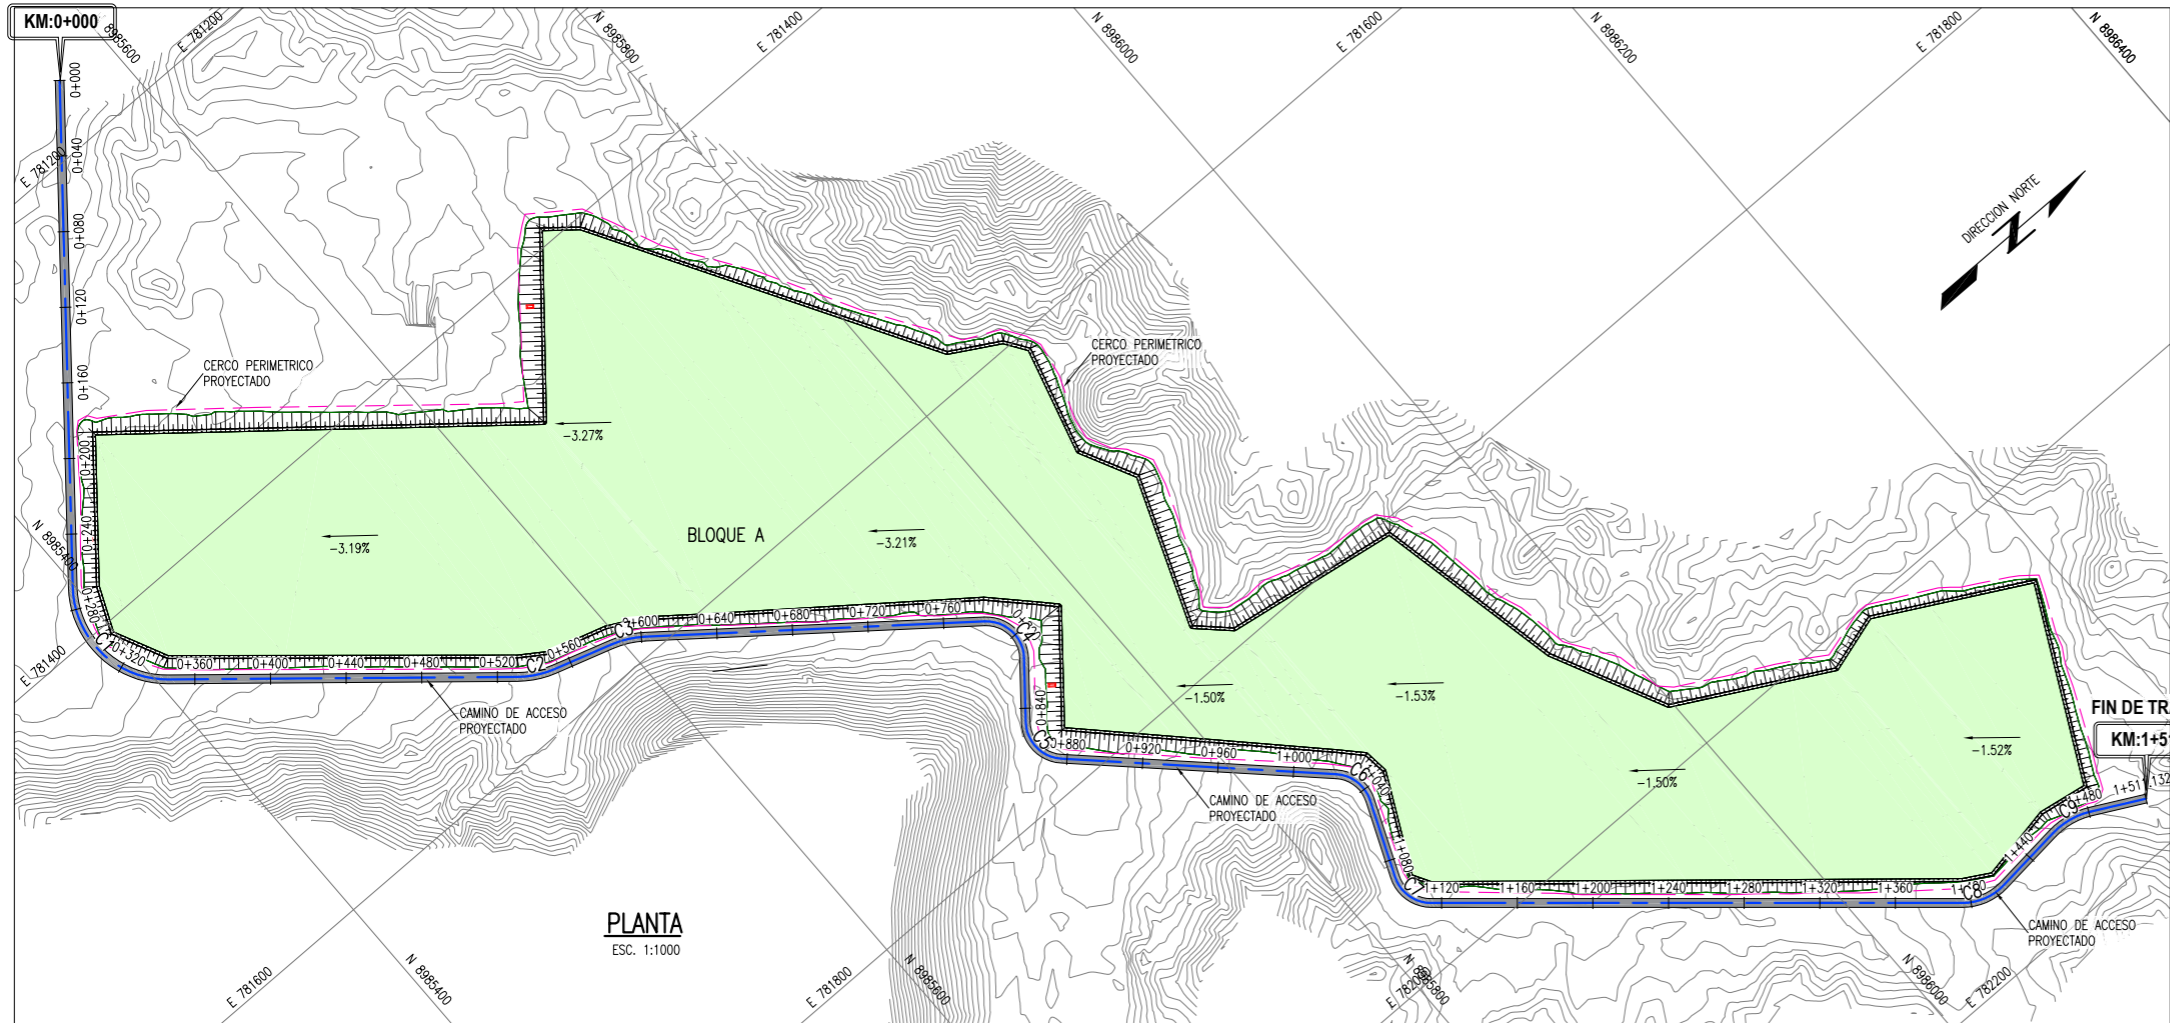 KM:0+000
N 8985600
E 781200
N 8985800
E 781400
N 8986000
E 781600
N 8986200
E 781800
N 8986400
E 781200
0+000
0+040
0+080
0+120
0+160
0+200
0+240
0+280
C1
0+320
0+360
0+400
0+440
0+480
0+520
C2
0+560
C3
0+600
0+640
0+680
0+720
0+760
C4
0+840
C5
0+880
0+920
0+960
1+000
C6
1+040
1+080
C7
1+120
1+160
1+200
1+240
1+280
1+320
1+360
C8
1+440
C9
1+480
DIRECCION NORTE
N
CERCO PERIMETRICO
PROYECTADO
CERCO PERIMETRICO
PROYECTADO
-3.27%
BLOQUE A
-3.19%
-3.21%
-1.50%
-1.53%
-1.50%
-1.52%
FIN DE TR
KM:1+5
1+511.132
N 8985400
E 781400
CAMINO DE ACCESO
PROYECTADO
CAMINO DE ACCESO
PROYECTADO
CAMINO DE ACCESO
PROYECTADO
PLANTA
ESC. 1:1000
E 781600
N 8985400
E 781800
N 8985600
N 8985800
N 8986000
E 782200